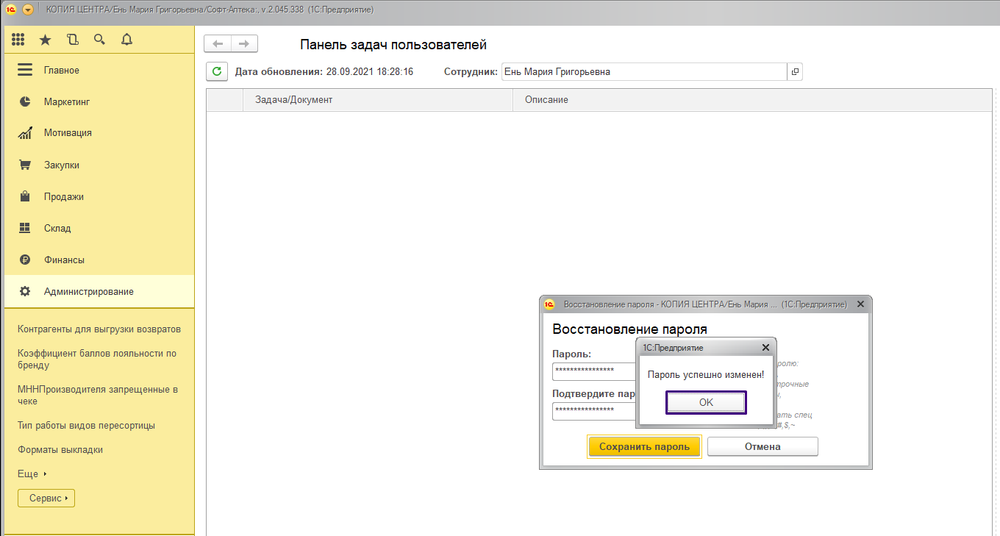 КОПИЯ ЦЕНТРА/Ень Мария Григорьевна/Софт-Аптека:, v.2.045.338 (1С:Предприятие)
Панель задач пользователей
Дата обновления: 28.09.2021 18:28:16 Сотрудник: Ень Мария Григорьевна
Задача/Документ Описание
Главное
Маркетинг
Мотивация
Закупки
Продажи
Склад
Финансы
Администрирование
Контрагенты для выгрузки возвратов
Коэффициент баллов лояльности по
бренду
МННПроизводителя запрещенные в
чеке
Тип работы видов пересортицы
Форматы выкладки
Еще
Сервис
Восстановление пароля - КОПИЯ ЦЕНТРА/Ень Мария ... (1С:Предприятие)
Восстановление пароля
Пароль:
****************
Подтвердите пар
****************
1С:Предприятие
Пароль успешно изменен!
OK
ролю:
трочные
ать спец
#,$,~
Сохранить пароль Отмена